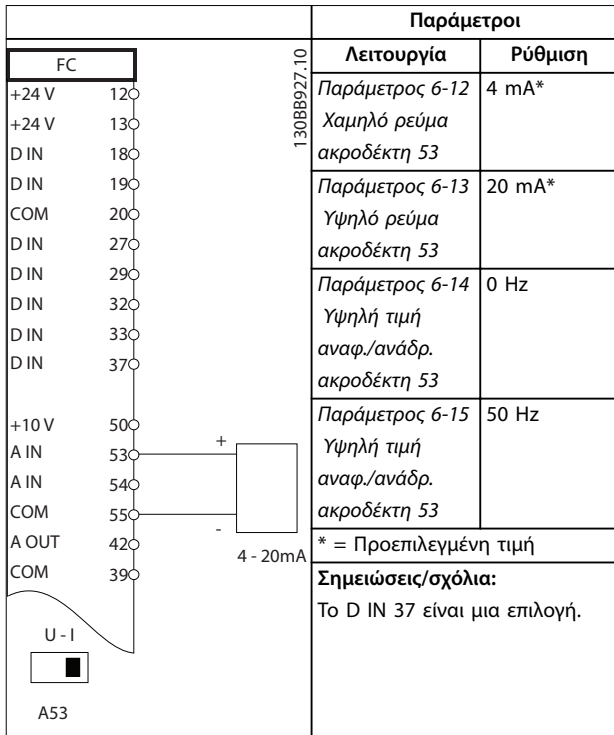 FC
130BB927.10
+24 V 12
+24 V 13
D IN 18
D IN 19
COM 20
D IN 27
D IN 29
D IN 32
D IN 33
D IN 37
+10 V 50
A IN 53
A IN 54
COM 55
A OUT 42
COM 39
+
-
4 - 20mA
U - I
A53
Παράμετροι
Λειτουργία Ρύθμιση
Παράμετρος 6-12 4 mA*
Χαμηλό ρεύμα
ακροδέκτη 53
Παράμετρος 6-13 20 mA*
Υψηλό ρεύμα
ακροδέκτη 53
Παράμετρος 6-14 0 Hz
Υψηλή τιμή
αναφ./ανάδρ.
ακροδέκτη 53
Παράμετρος 6-15 50 Hz
Υψηλή τιμή
αναφ./ανάδρ.
ακροδέκτη 53
* = Προεπιλεγμένη τιμή
Σημειώσεις/σχόλια:
Το D IN 37 είναι μια επιλογή.